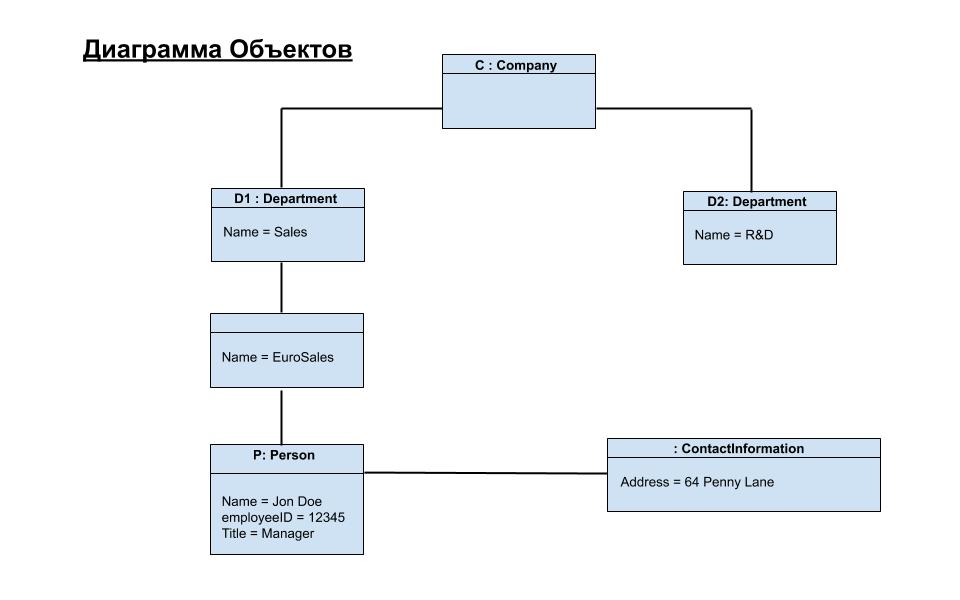 Диаграмма Объектов
C : Company
D1 : Department
Name = Sales
D2: Department
Name = R&D
Name = EuroSales
P: Person
Name = Jon Doe
employeeID = 12345
Title = Manager
: ContactInformation
Address = 64 Penny Lane